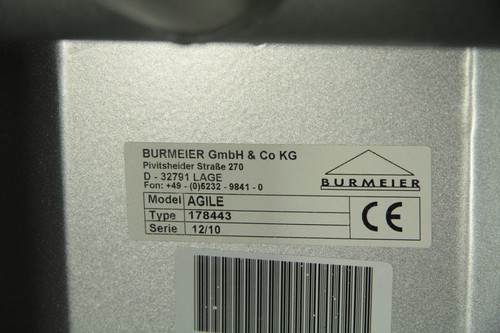 BURMEIER GmbH & Co KG
Pivitsheider Straße 270
D - 32791 LAGE
Fon: +49 - (0)5232 - 9841 - 0
BURMEIER
Model AGILE
Type 178443
Serie 12/10
CE